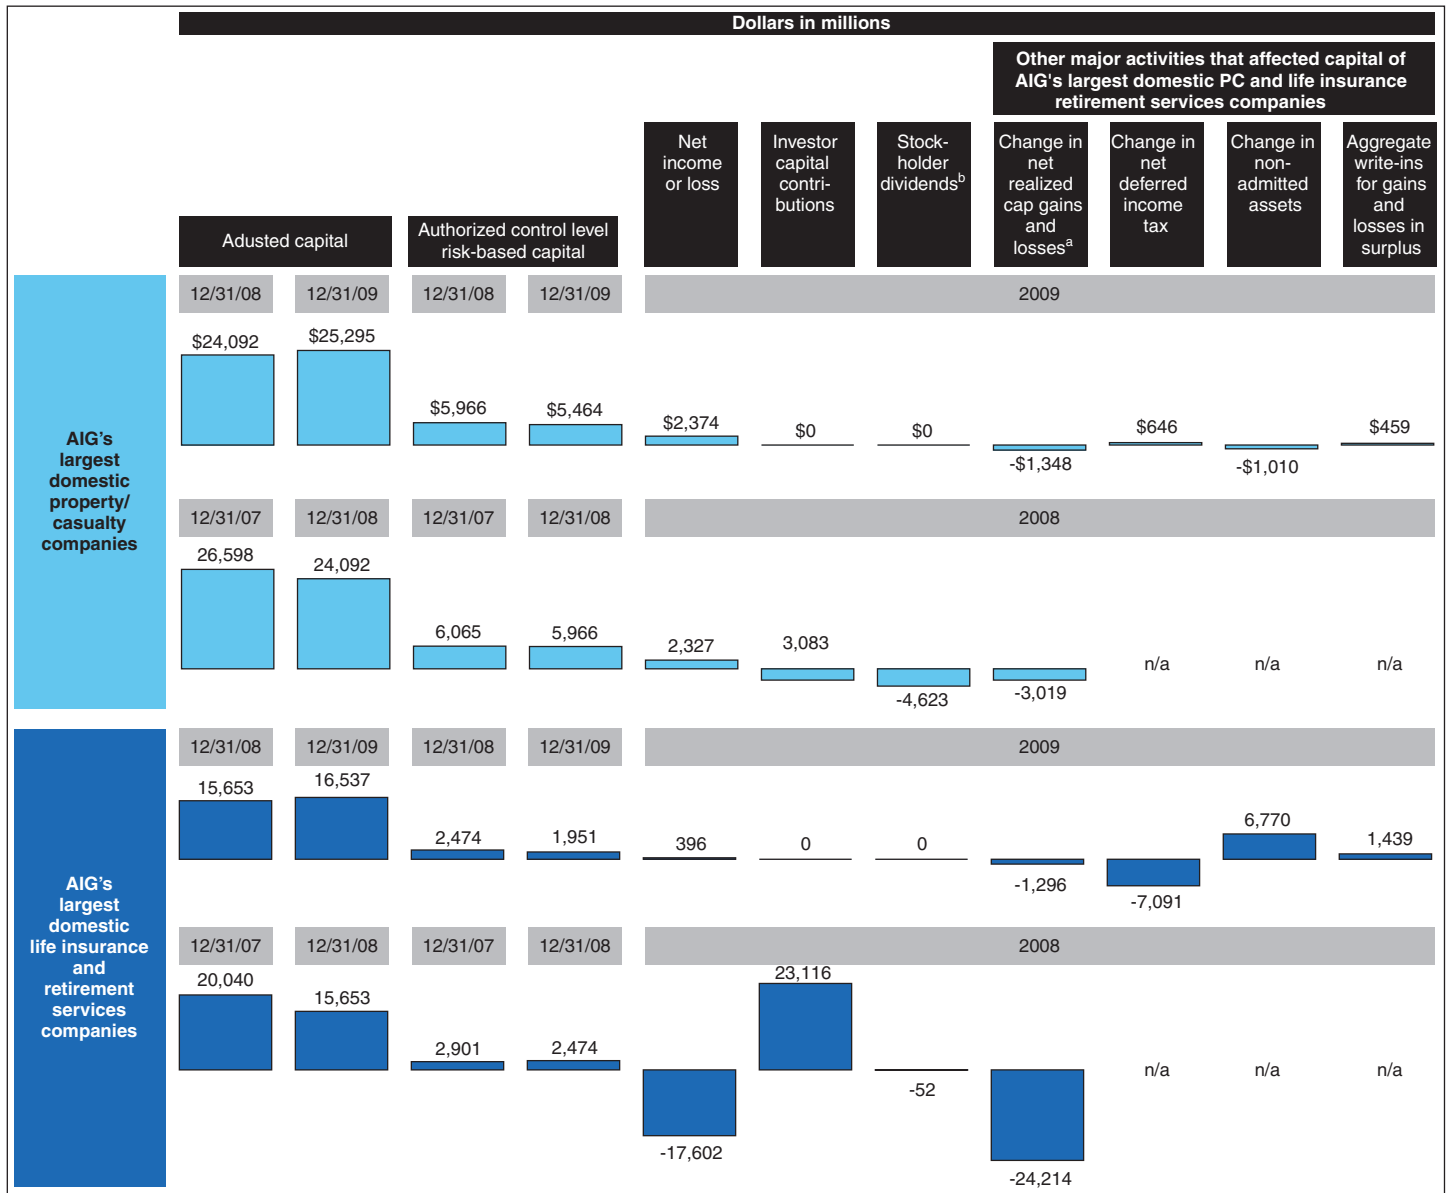 Dollars in millions
Other major activities that affected capital of
AIG's largest domestic PC and life insurance
retirement services companies
Adusted capital
Authorized control level
risk-based capital
Net
income
or loss
Investor
capital
contri-
butions
Stock-
holder
dividendsb
Change in
net
realized
cap gains
and
lossesa
Change in
net
deferred
income
tax
Change in
non-
admitted
assets
Aggregate
write-ins
for gains
and
losses in
surplus
AIG's
largest
domestic
property/
casualty
companies
12/31/08 12/31/09 12/31/08 12/31/09 2009
$24,092 $25,295 $5,966 $5,464 $2,374 $0 $0 -$1,348 $646 -$1,010 $459
12/31/07 12/31/08 12/31/07 12/31/08 2008
26,598 24,092 6,065 5,966 2,327 3,083 -4,623 -3,019 n/a n/a n/a
AIG's
largest
domestic
life insurance
and
retirement
services
companies
12/31/08 12/31/09 12/31/08 12/31/09 2009
15,653 16,537 2,474 1,951 396 0 0 -1,296 -7,091 6,770 1,439
12/31/07 12/31/08 12/31/07 12/31/08 2008
20,040 15,653 2,901 2,474 -17,602 23,116 -52 -24,214 n/a n/a n/a